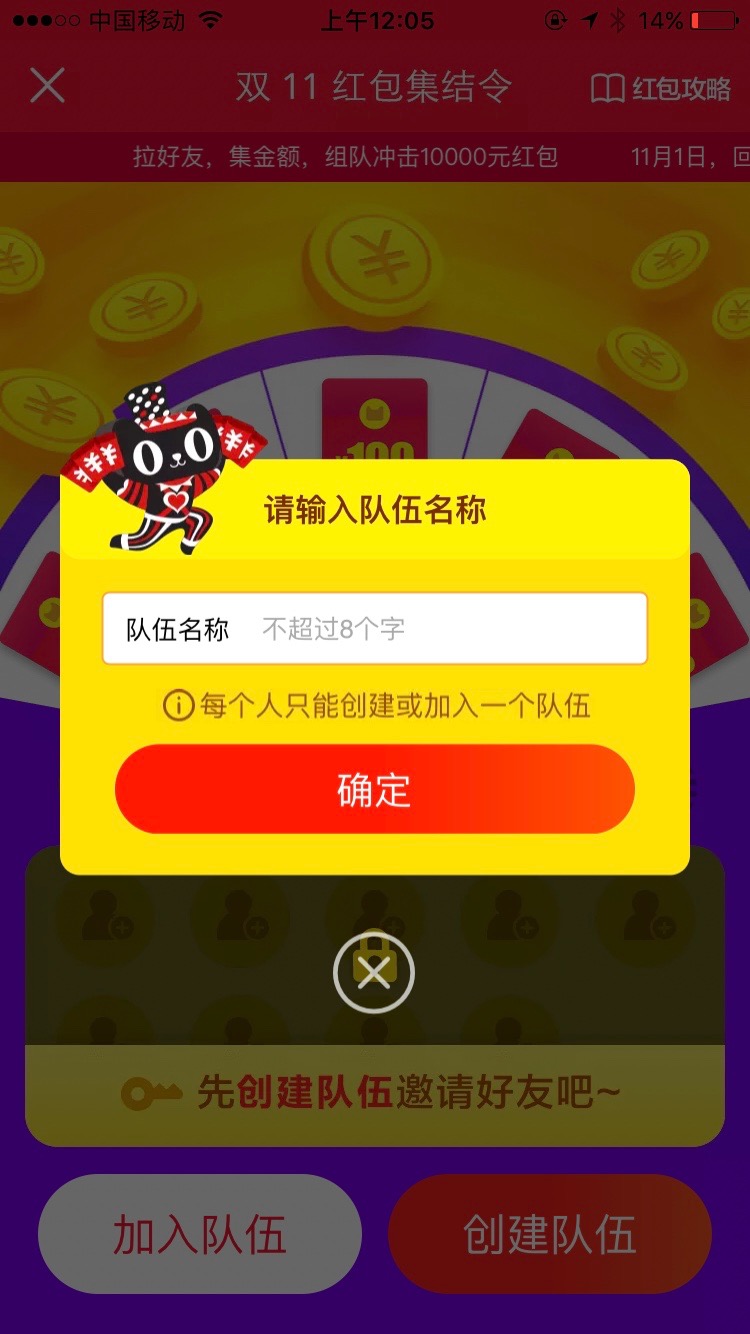 中国移动
上午12:05
14%
双 11 红包集结令
红包攻略
拉好友，集金额，组队冲击10000元红包
11月1日，
请输入队伍名称
队伍名称
不超过8个字
每个人只能创建或加入一个队伍
确定
先创建队伍邀请好友吧~
加入队伍
创建队伍